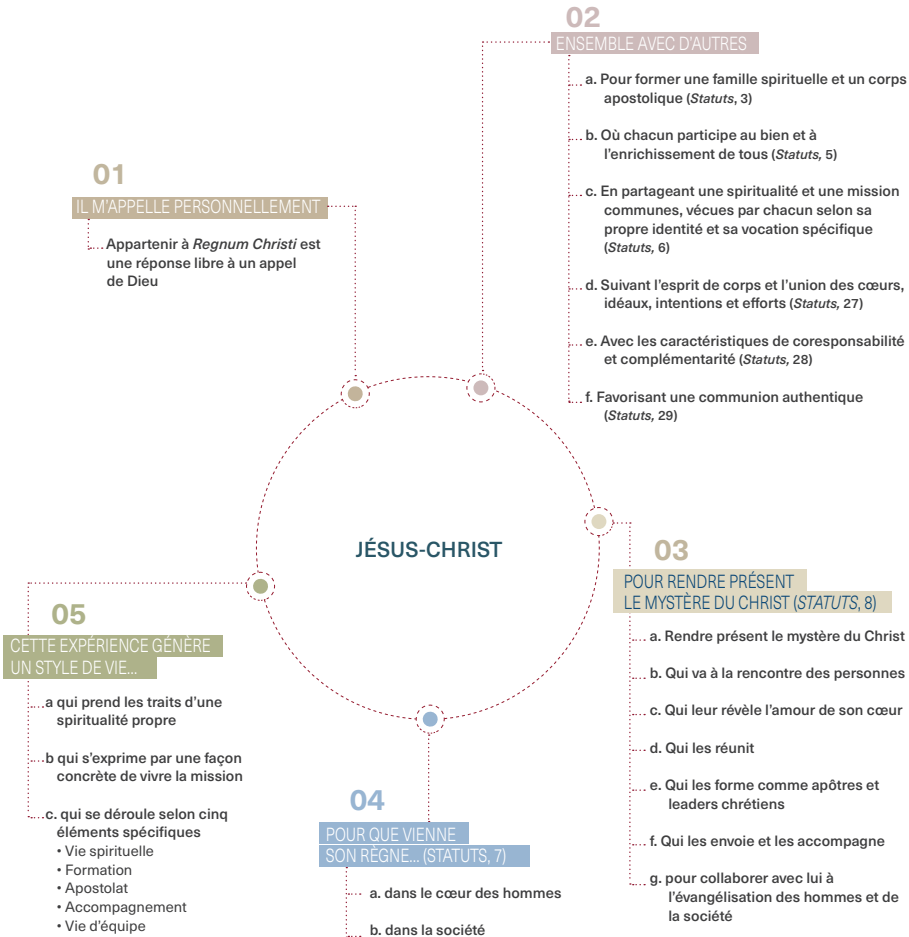 01
IL M'APPELLE PERSONNELLEMENT
Appartenir à Regnum Christi est
une réponse libre à un appel
de Dieu
02
ENSEMBLE AVEC D'AUTRES
a. Pour former une famille spirituelle et un corps
apostolique (Statuts, 3)
b. Où chacun participe au bien et à
l'enrichissement de tous (Statuts, 5)
c. En partageant une spiritualité et une mission
communes, vécues par chacun selon sa
propre identité et sa vocation spécifique
(Statuts, 6)
d. Suivant l'esprit de corps et l'union des cœurs,
idéaux, intentions et efforts (Statuts, 27)
e. Avec les caractéristiques de coresponsabilité
et complémentarité (Statuts, 28)
f. Favorisant une communion authentique
(Statuts, 29)
JÉSUS-CHRIST
03
POUR RENDRE PRÉSENT
LE MYSTÈRE DU CHRIST (STATUTS, 8)
a. Rendre présent le mystère du Christ
b. Qui va à la rencontre des personnes
c. Qui leur révèle l'amour de son cœur
d. Qui les réunit
e. Qui les forme comme apôtres et
leaders chrétiens
f. Qui les envoie et les accompagne
g. pour collaborer avec lui à
l'évangélisation des hommes et de
la société
04
POUR QUE VIENNE
SON RÈGNE... (STATUTS, 7)
a. dans le cœur des hommes
b. dans la société
05
CETTE EXPÉRIENCE GÉNÈRE
UN STYLE DE VIE...
a qui prend les traits d'une
spiritualité propre
b qui s'exprime par une façon
concrète de vivre la mission
c. qui se déroule selon cinq
éléments spécifiques
• Vie spirituelle
• Formation
• Apostolat
• Accompagnement
• Vie d'équipe